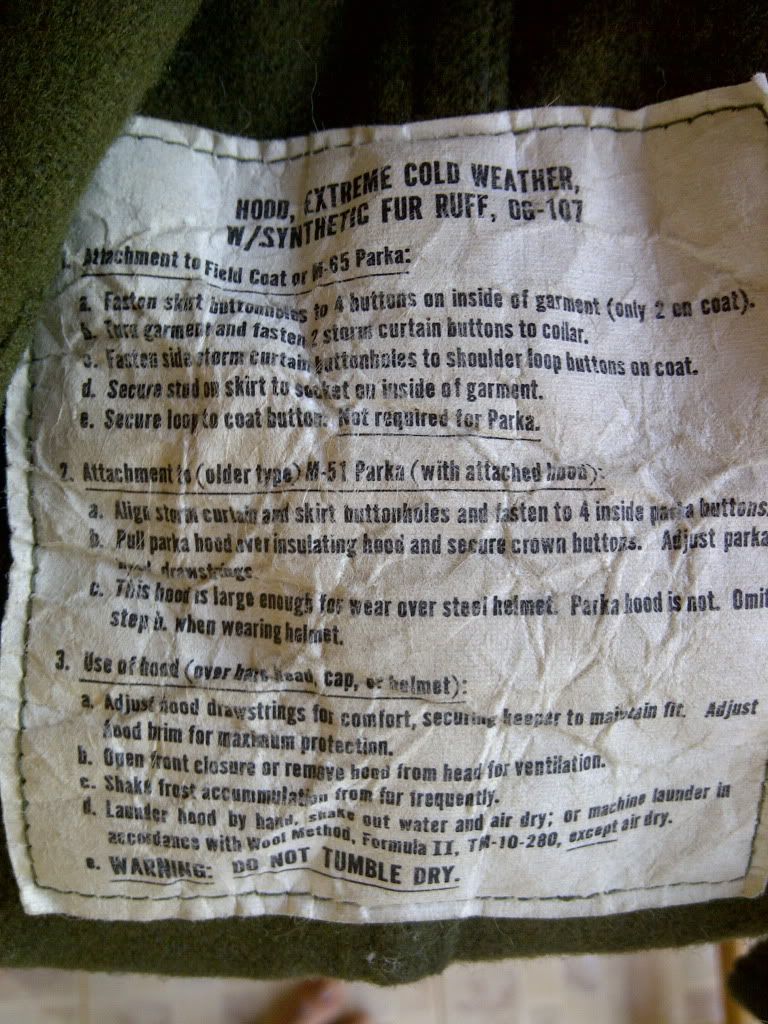 HOOD, EXTREME COLD WEATHER,
W/SYNTHETIC FUR RUFF, OG-107
1. Attachment to Field Coat or M-65 Parka:
a. Fasten skirt buttonholes to 4 buttons on inside of garment (only 2 on coat).
b. Turn garment and fasten 2 storm curtain buttons to collar.
c. Fasten side storm curtain buttonholes to shoulder loop buttons on coat.
d. Secure stud on skirt to socket on inside of garment.
e. Secure loop to coat button. Not required for Parka.
2. Attachment to (older type) M-51 Parka (with attached hood):
a. Align storm curtain and skirt buttonholes and fasten to 4 inside parka buttons.
b. Pull parka hood over insulating hood and secure crown buttons. Adjust parka
hood drawstrings.
c. This hood is large enough for wear over steel helmet. Parka hood is not. Omit
step b. when wearing helmet.
3. Use of hood (over bare head, cap, or helmet):
a. Adjust hood drawstrings for comfort, securing keeper to maintain fit. Adjust
hood brim for maximum protection.
b. Open front closure or remove hood from head for ventilation.
c. Shake frost accummulation from fur frequently.
d. Launder hood by hand, shake out water and air dry; or machine launder in
accordance with Wool Method, Formula II, TM-10-280, except air dry.
e. WARNING: DO NOT TUMBLE DRY.